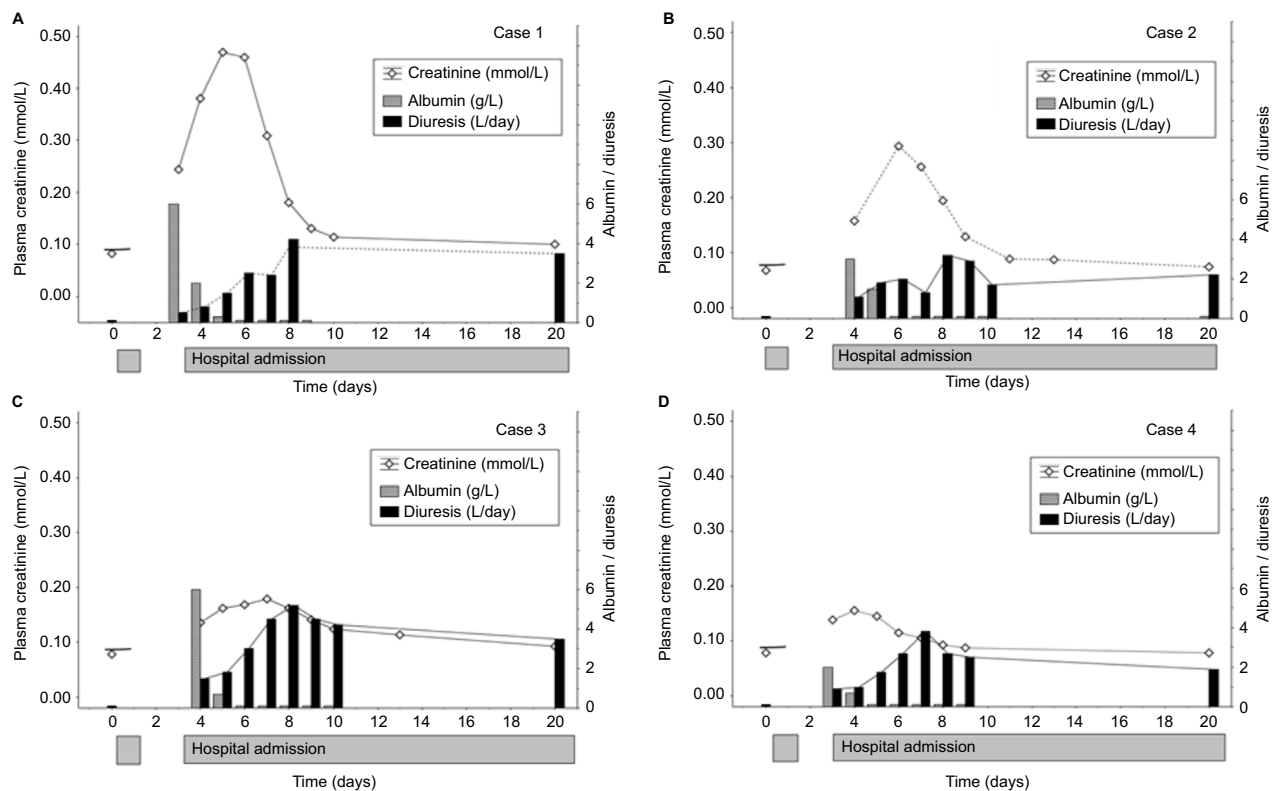 A
Case 1
Plasma creatinine (mmol/L)
0.50
0.40
0.30
0.20
0.10
0.00
Creatinine (mmol/L)
Albumin (g/L)
Diuresis (L/day)
6
4
2
0
Albumin / diuresis
0 2 4 6 8 10 12 14 16 18 20
Hospital admission
Time (days)
B
Case 2
Plasma creatinine (mmol/L)
0.50
0.40
0.30
0.20
0.10
0.00
Creatinine (mmol/L)
Albumin (g/L)
Diuresis (L/day)
6
4
2
0
Albumin / diuresis
0 2 4 6 8 10 12 14 16 18 20
Hospital admission
Time (days)
C
Case 3
Plasma creatinine (mmol/L)
0.50
0.40
0.30
0.20
0.10
0.00
Creatinine (mmol/L)
Albumin (g/L)
Diuresis (L/day)
6
4
2
0
Albumin / diuresis
0 2 4 6 8 10 12 14 16 18 20
Hospital admission
Time (days)
D
Case 4
Plasma creatinine (mmol/L)
0.50
0.40
0.30
0.20
0.10
0.00
Creatinine (mmol/L)
Albumin (g/L)
Diuresis (L/day)
6
4
2
0
Albumin / diuresis
0 2 4 6 8 10 12 14 16 18 20
Hospital admission
Time (days)